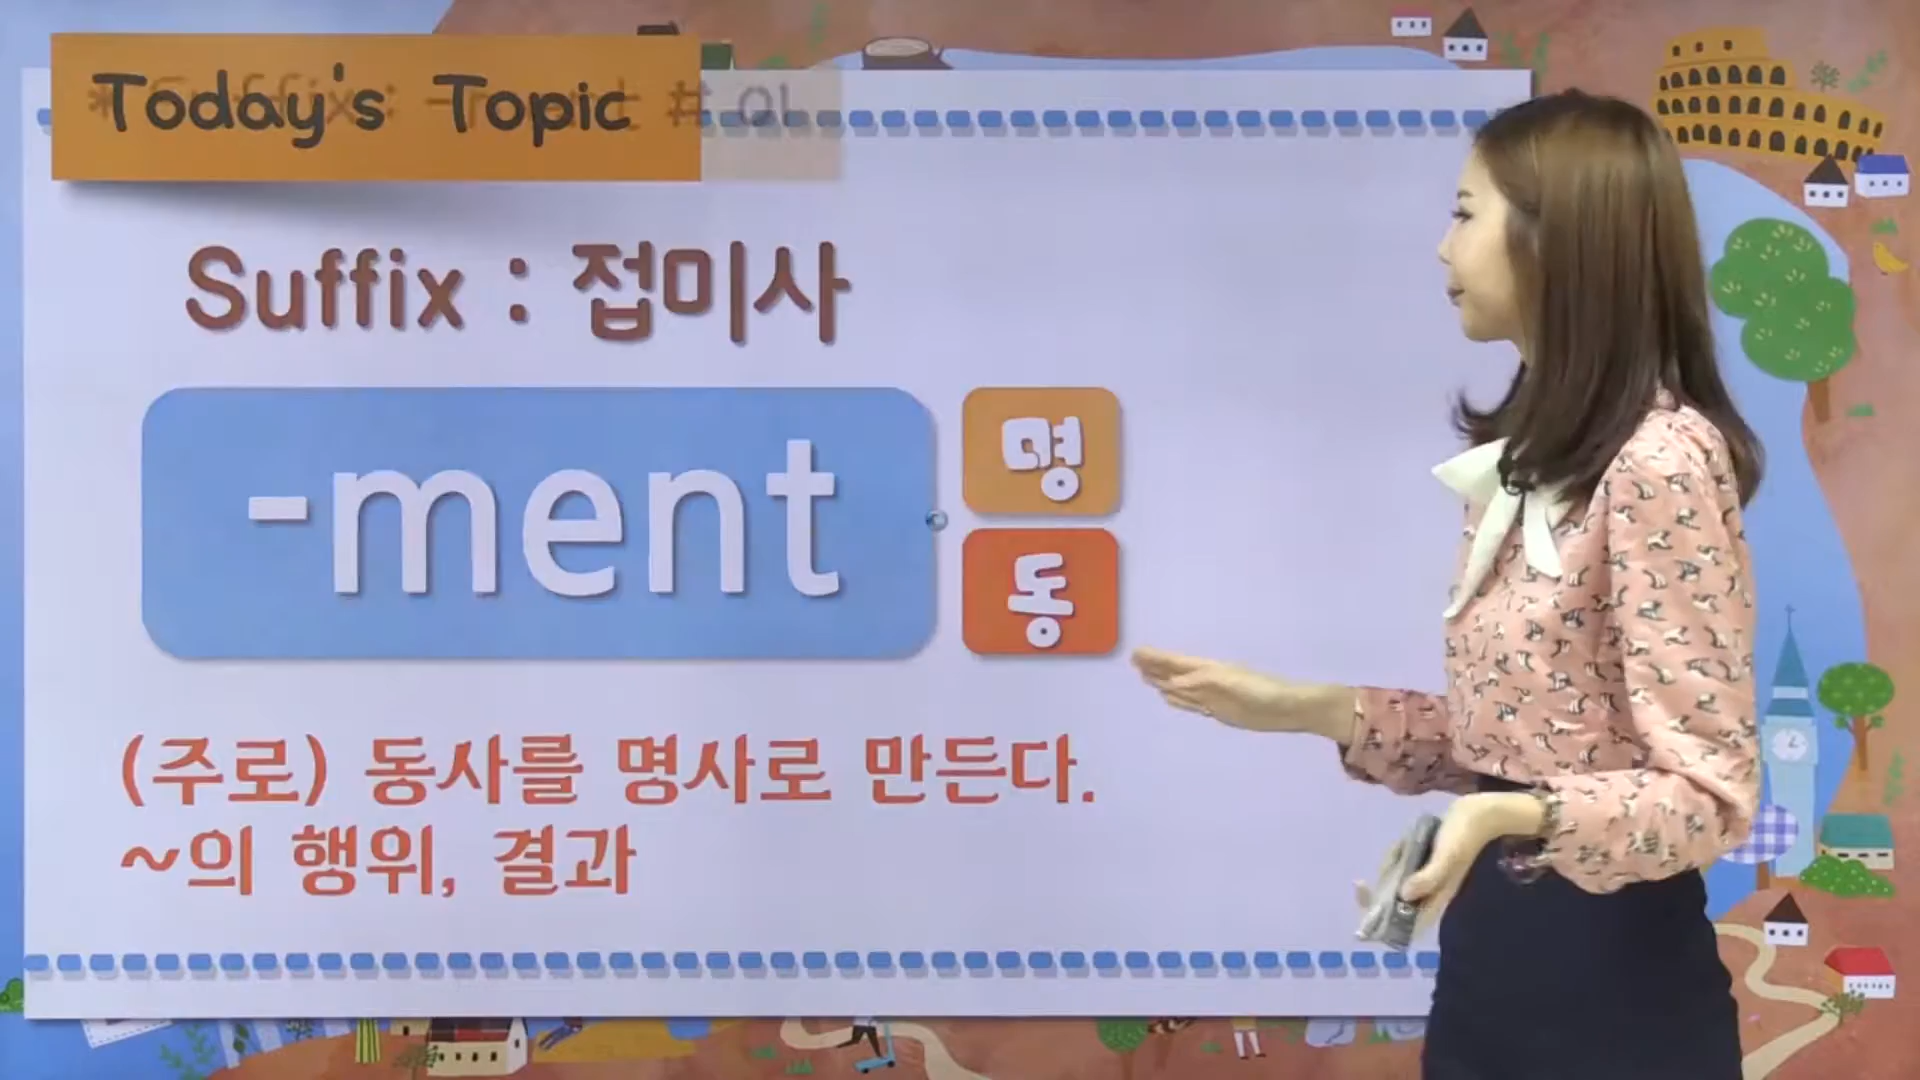 Today's Topic
Suffix : 접미사
-ment
명
동
(주로) 동사를 명사로 만든다.
~의 행위, 결과